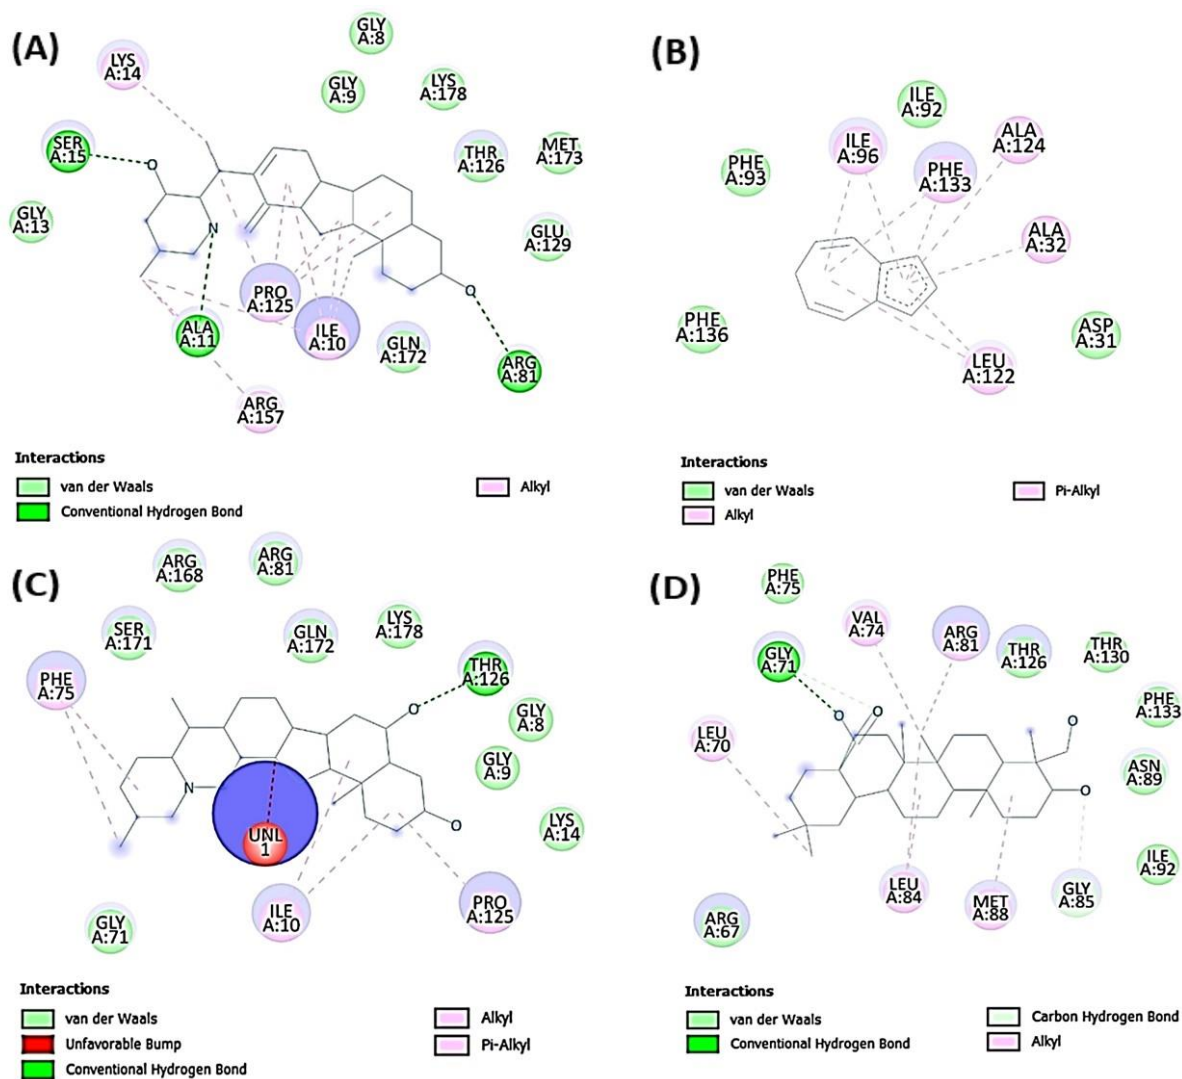 (A)
GLY
A:8
LYS
A:14
GLY
A:9
LYS
A:178
SER
A:15
O
THR
A:126
MET
A:173
GLY
A:13
N
GLU
A:129
PRO
A:125
O
ALA
A:11
ILE
A:10
GLN
A:172
ARG
A:81
ARG
A:157
Interactions
van der Waals
Alkyl
Conventional Hydrogen Bond
(B)
ILE
A:92
ILE
A:96
ALA
A:124
PHE
A:93
PHE
A:133
ALA
A:32
PHE
A:136
ASP
A:31
LEU
A:122
Interactions
van der Waals
Pi-Alkyl
Alkyl
(C)
ARG
A:168
ARG
A:81
SER
A:171
GLN
A:172
LYS
A:178
PHE
A:75
THR
A:126
O
GLY
A:8
GLY
A:9
N
LYS
A:14
O
UNL
1
GLY
A:71
ILE
A:10
PRO
A:125
Interactions
van der Waals
Alkyl
Unfavorable Bump
Pi-Alkyl
Conventional Hydrogen Bond
(D)
PHE
A:75
VAL
A:74
ARG
A:81
GLY
A:71
THR
A:126
THR
A:130
PHE
A:133
O
O
O
LEU
A:70
ASN
A:89
O
ILE
A:92
LEU
A:84
MET
A:88
GLY
A:85
ARG
A:67
Interactions
van der Waals
Carbon Hydrogen Bond
Conventional Hydrogen Bond
Alkyl